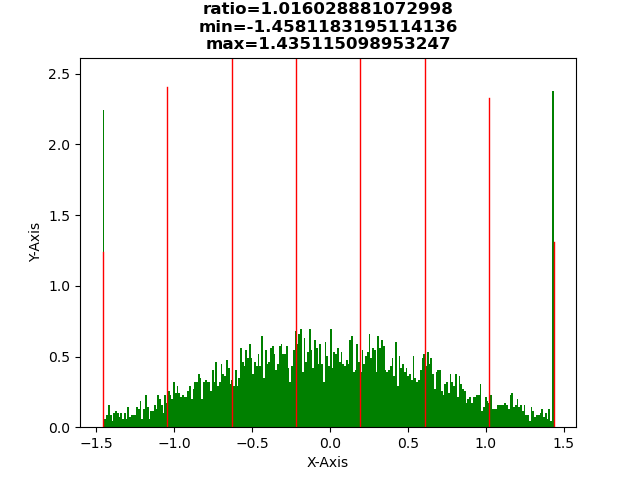 ratio=1.016028881072998
min=-1.4581183195114136
max=1.435115098953247
2.5
2.0
1.5
1.0
0.5
0.0
Y-Axis
−1.5 −1.0 −0.5 0.0 0.5 1.0 1.5
X-Axis